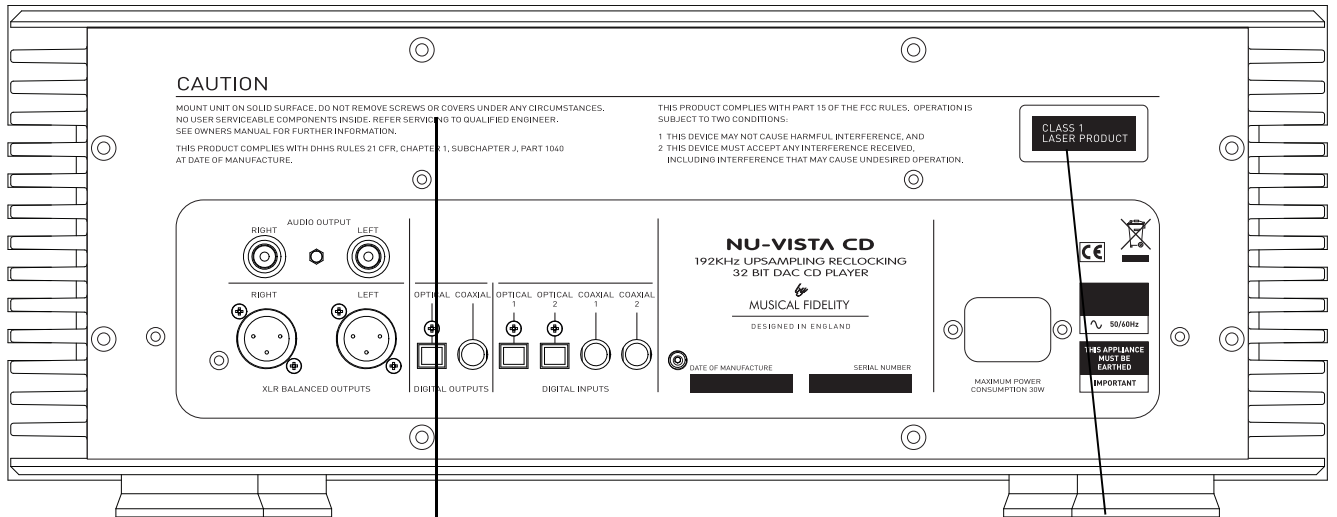 CAUTION
MOUNT UNIT ON SOLID SURFACE. DO NOT REMOVE SCREWS OR COVERS UNDER ANY CIRCUMSTANCES.
NO USER SERVICEABLE COMPONENTS INSIDE. REFER SERVICING TO QUALIFIED ENGINEER.
SEE OWNERS MANUAL FOR FURTHER INFORMATION.
THIS PRODUCT COMPLIES WITH DHHS RULES 21 CFR, CHAPTER 1, SUBCHAPTER J, PART 1040
AT DATE OF MANUFACTURE.
THIS PRODUCT COMPLIES WITH PART 15 OF THE FCC RULES. OPERATION IS
SUBJECT TO TWO CONDITIONS:
1 THIS DEVICE MAY NOT CAUSE HARMFUL INTERFERENCE, AND
2 THIS DEVICE MUST ACCEPT ANY INTERFERENCE RECEIVED,
INCLUDING INTERFERENCE THAT MAY CAUSE UNDESIRED OPERATION.
CLASS 1
LASER PRODUCT
AUDIO OUTPUT
RIGHT LEFT
RIGHT LEFT
XLR BALANCED OUTPUTS
OPTICAL COAXIAL
DIGITAL OUTPUTS
OPTICAL 1 OPTICAL 2 COAXIAL 1 COAXIAL 2
DIGITAL INPUTS
NU-VISTA CD
192KHz UPSAMPLING RECLOCKING
32 BIT DAC CD PLAYER
by
MUSICAL FIDELITY
DESIGNED IN ENGLAND
DATE OF MANUFACTURE SERIAL NUMBER
MAXIMUM POWER
CONSUMPTION 30W
CE
50/60Hz
THIS APPLIANCE
MUST BE
EARTHED
IMPORTANT